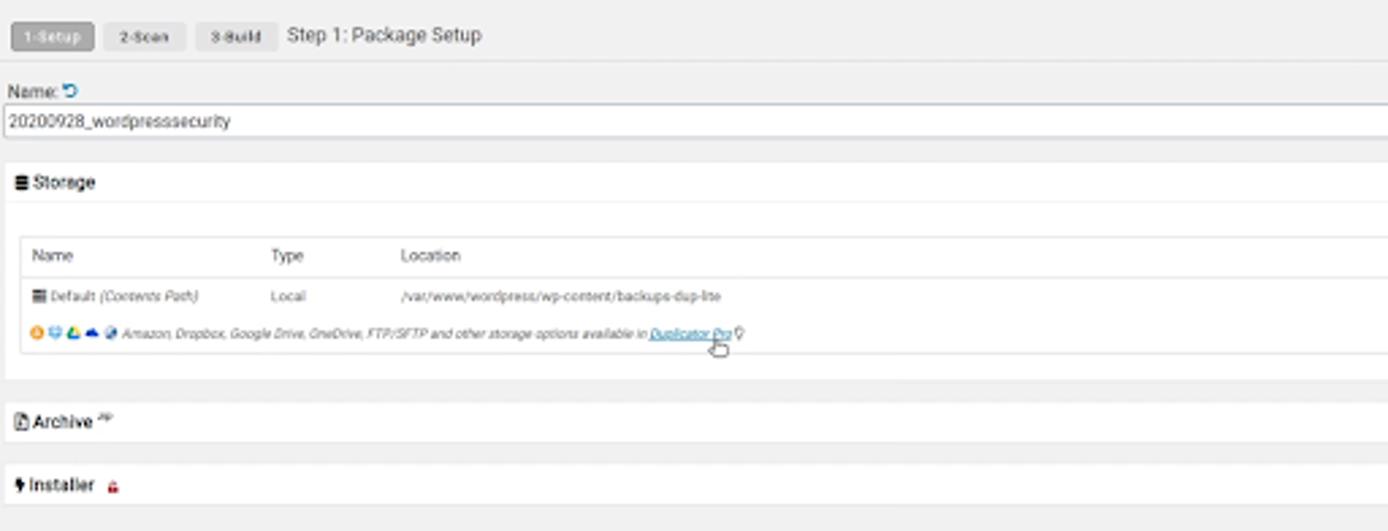 1-Setup 2-Scan 3-Build Step 1: Package Setup
Name:
20200928_wordpresssecurity
Storage
Name Type Location
Default (Contents Path) Local /var/www/wordpress/wp-content/backups-dup-lite
Amazon, Dropbox, Google Drive, OneDrive, FTP/SFTP and other storage options available in Duplicator Pro
Archive zip
Installer